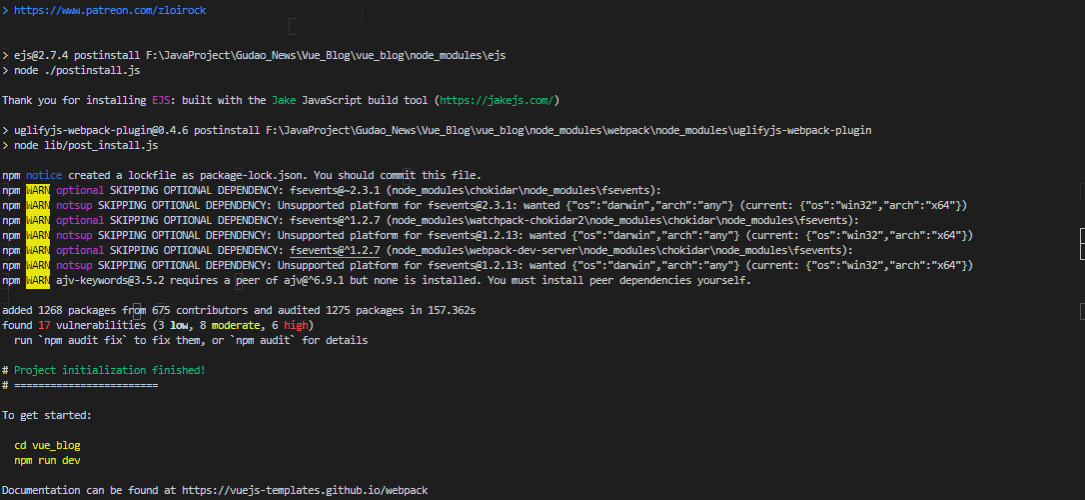 > https://www.patreon.com/zloirock
> ejs@2.7.4 postinstall F:\JavaProject\Gudao_News\Vue_Blog\vue_blog\node_modules\ejs
> node ./postinstall.js
Thank you for installing EJS: built with the Jake JavaScript build tool (https://jakejs.com/)
> uglifyjs-webpack-plugin@0.4.6 postinstall F:\JavaProject\Gudao_News\Vue_Blog\vue_blog\node_modules\webpack\node_modules\uglifyjs-webpack-plugin
> node lib/post_install.js
npm notice created a lockfile as package-lock.json. You should commit this file.
npm WARN optional SKIPPING OPTIONAL DEPENDENCY: fsevents@~2.3.1 (node_modules\chokidar\node_modules\fsevents):
npm WARN notsup SKIPPING OPTIONAL DEPENDENCY: Unsupported platform for fsevents@2.3.1: wanted {"os":"darwin","arch":"any"} (current: {"os":"win32","arch":"x64"})
npm WARN optional SKIPPING OPTIONAL DEPENDENCY: fsevents@^1.2.7 (node_modules\watchpack-chokidar2\node_modules\chokidar\node_modules\fsevents):
npm WARN notsup SKIPPING OPTIONAL DEPENDENCY: Unsupported platform for fsevents@1.2.13: wanted {"os":"darwin","arch":"any"} (current: {"os":"win32","arch":"x64"})
npm WARN optional SKIPPING OPTIONAL DEPENDENCY: fsevents@^1.2.7 (node_modules\webpack-dev-server\node_modules\chokidar\node_modules\fsevents):
npm WARN notsup SKIPPING OPTIONAL DEPENDENCY: Unsupported platform for fsevents@1.2.13: wanted {"os":"darwin","arch":"any"} (current: {"os":"win32","arch":"x64"})
npm WARN ajv-keywords@3.5.2 requires a peer of ajv@^6.9.1 but none is installed. You must install peer dependencies yourself.
added 1268 packages from 675 contributors and audited 1275 packages in 157.362s
found 17 vulnerabilities (3 low, 8 moderate, 6 high)
run `npm audit fix` to fix them, or `npm audit` for details
# Project initialization finished!
# ========================
To get started:
cd vue_blog
npm run dev
Documentation can be found at https://vuejs-templates.github.io/webpack